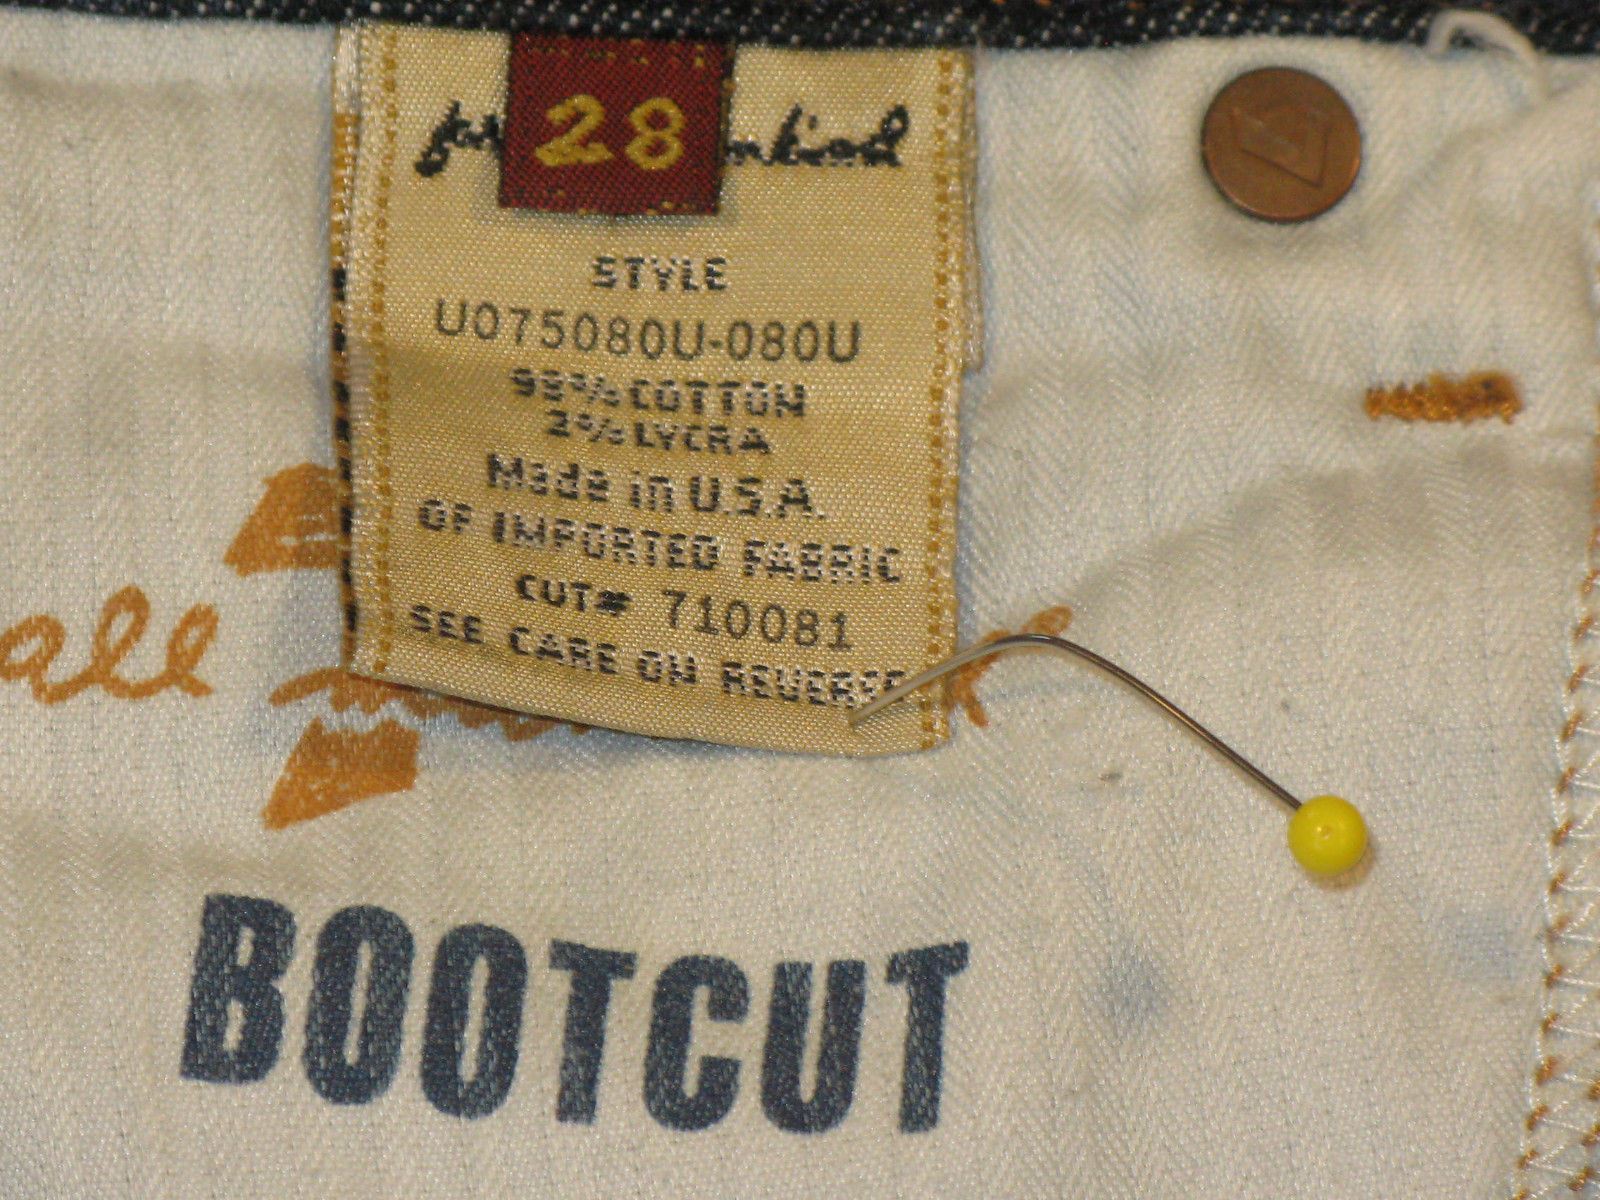 28
STYLE
U075080U-080U
98% COTTON
2% LYCRA
Made in U.S.A.
OF IMPORTED FABRIC
CUT# 710081
SEE CARE ON REVERSE
all
BOOTCUT